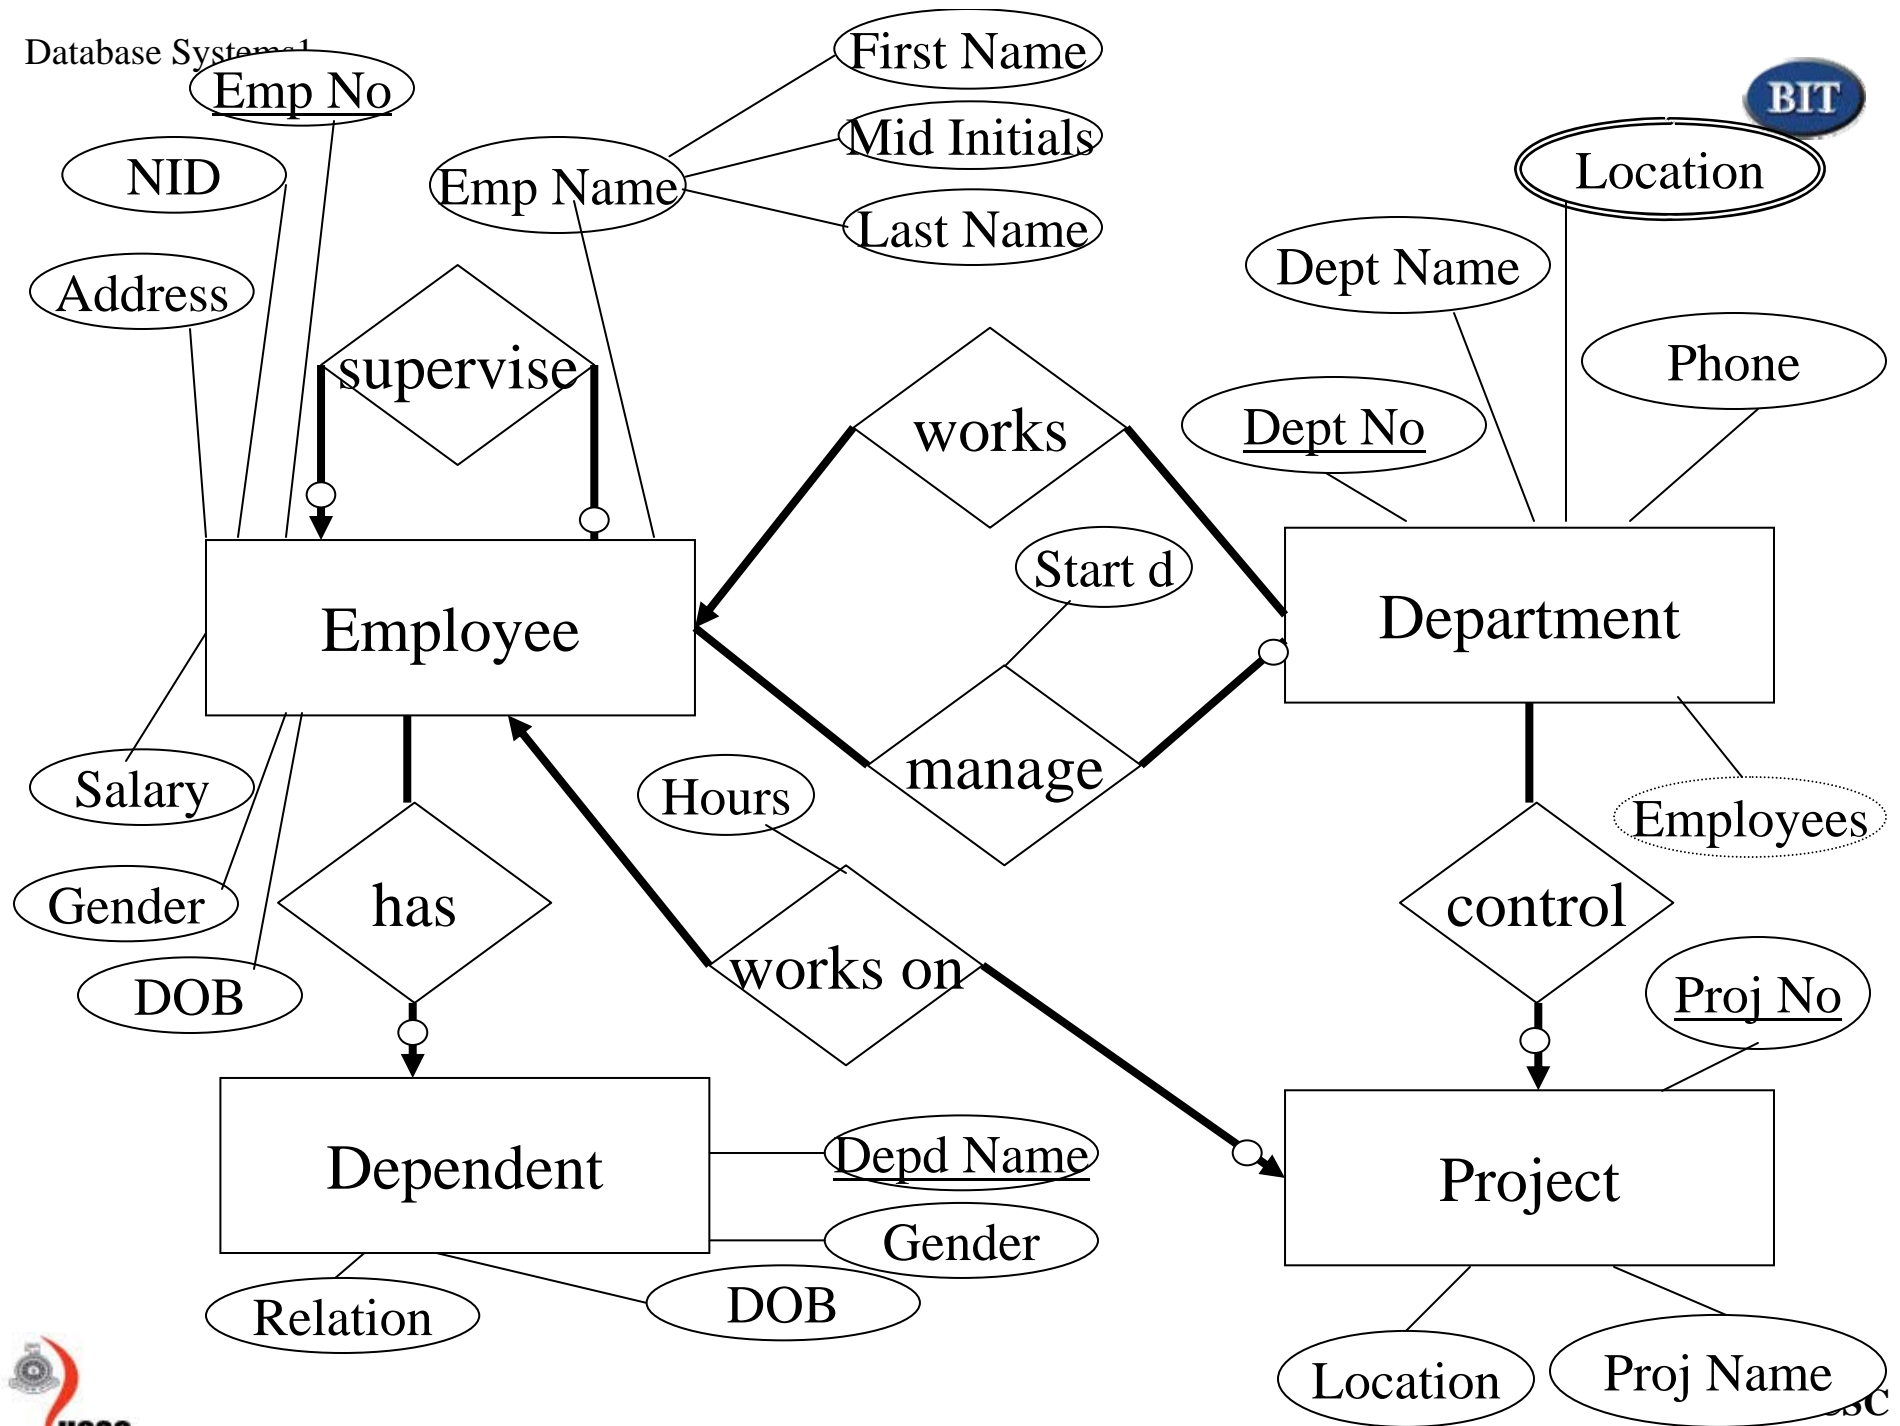 Database Systems1
Emp No
First Name
BIT
Mid Initials
NID
Emp Name
Location
Last Name
Dept Name
Address
supervise
Phone
works
Dept No
Start d
Employee
Department
manage
Salary
Hours
Employees
Gender
has
control
works on
DOB
Proj No
Depd Name
Dependent
Project
Gender
Relation
DOB
Location
Proj Name